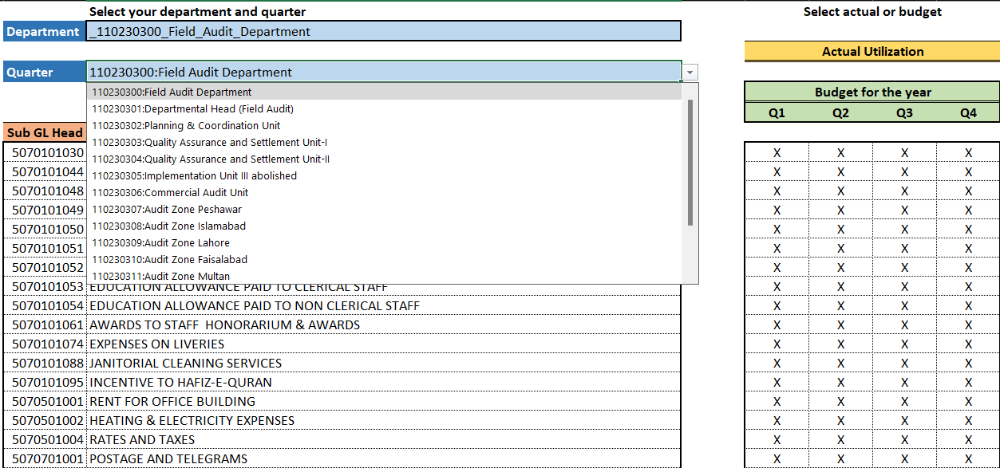 Select your department and quarter Select actual or budget
Department _110230300_Field_Audit_Department
Actual Utilization
Quarter 110230300:Field Audit Department
110230300:Field Audit Department Budget for the year
110230301:Departmental Head (Field Audit) Q1 Q2 Q3 Q4
110230302:Planning & Coordination Unit
Sub GL Head
110230303:Quality Assurance and Settlement Unit-I
5070101030 X X X X
110230304:Quality Assurance and Settlement Unit-II
5070101044 110230305:Implementation Unit III abolished X X X X
5070101048 110230306:Commercial Audit Unit X X X X
5070101049 110230307:Audit Zone Peshawar X X X X
5070101050 110230308:Audit Zone Islamabad X X X X
5070101051 110230309:Audit Zone Lahore X X X X
5070101052 110230310:Audit Zone Faisalabad X X X X
110230311:Audit Zone Multan
5070101053 EDUCATION ALLOWANCE PAID TO CLERICAL STAFF X X X X
5070101054 EDUCATION ALLOWANCE PAID TO NON CLERICAL STAFF X X X X
5070101061 AWARDS TO STAFF HONORARIUM & AWARDS X X X X
5070101074 EXPENSES ON LIVERIES X X X X
5070101088 JANITORIAL CLEANING SERVICES X X X X
5070101095 INCENTIVE TO HAFIZ-E-QURAN X X X X
5070501001 RENT FOR OFFICE BUILDING X X X X
5070501002 HEATING & ELECTRICITY EXPENSES X X X X
5070501004 RATES AND TAXES X X X X
5070701001 POSTAGE AND TELEGRAMS X X X X